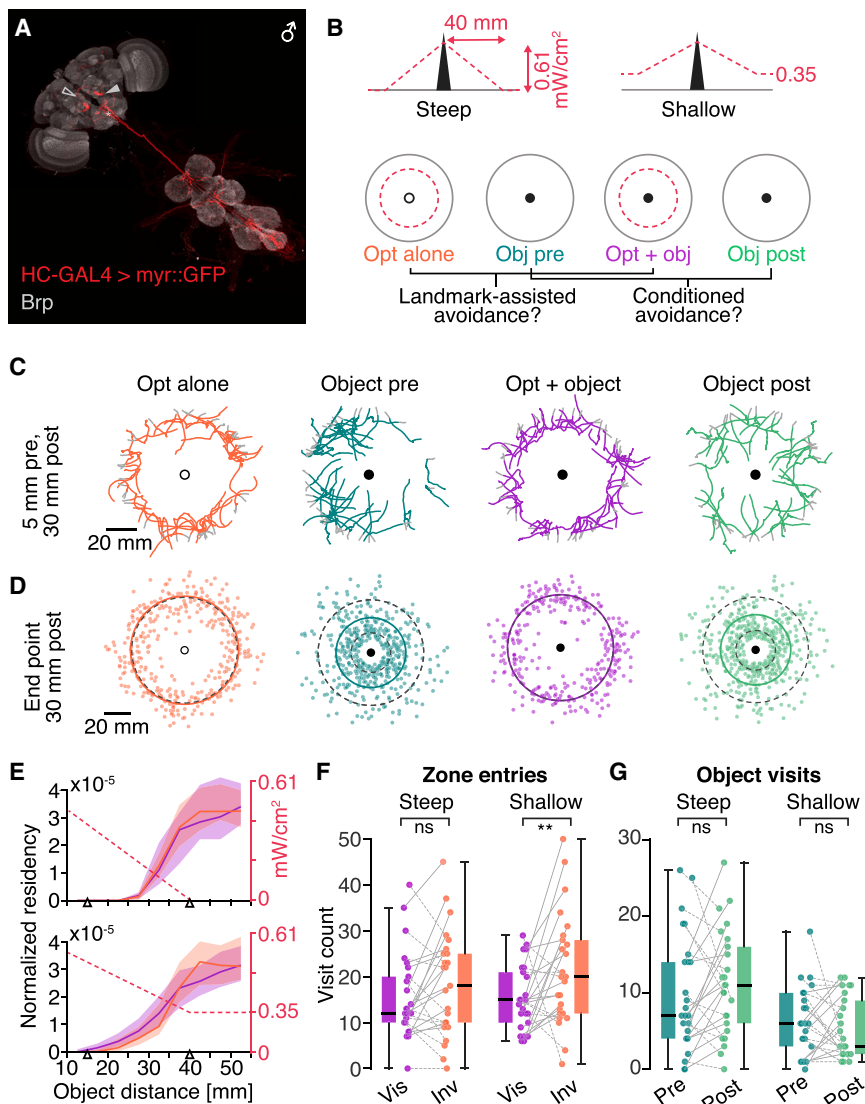 A
♂
HC-GAL4 > myr::GFP
Brp
B
40 mm
0.61
mW/cm²
Steep
0.35
Shallow
Opt alone
Obj pre
Opt + obj
Obj post
Landmark-assisted
avoidance?
Conditioned
avoidance?
C
Opt alone
Object pre
Opt + object
Object post
5 mm pre,
30 mm post
20 mm
D
End point
30 mm post
20 mm
E
x10⁻⁵
4
3
2
1
0
0.61
0
mW/cm²
x10⁻⁵
4
3
2
1
0
0.61
0.35
0
10 20 30 40 50
Normalized residency
Object distance [mm]
F
Zone entries
Steep
ns
Shallow
**
50
40
30
20
10
0
Visit count
Vis
Inv
Vis
Inv
G
Object visits
Steep
ns
Shallow
ns
30
20
10
0
Pre
Post
Pre
Post